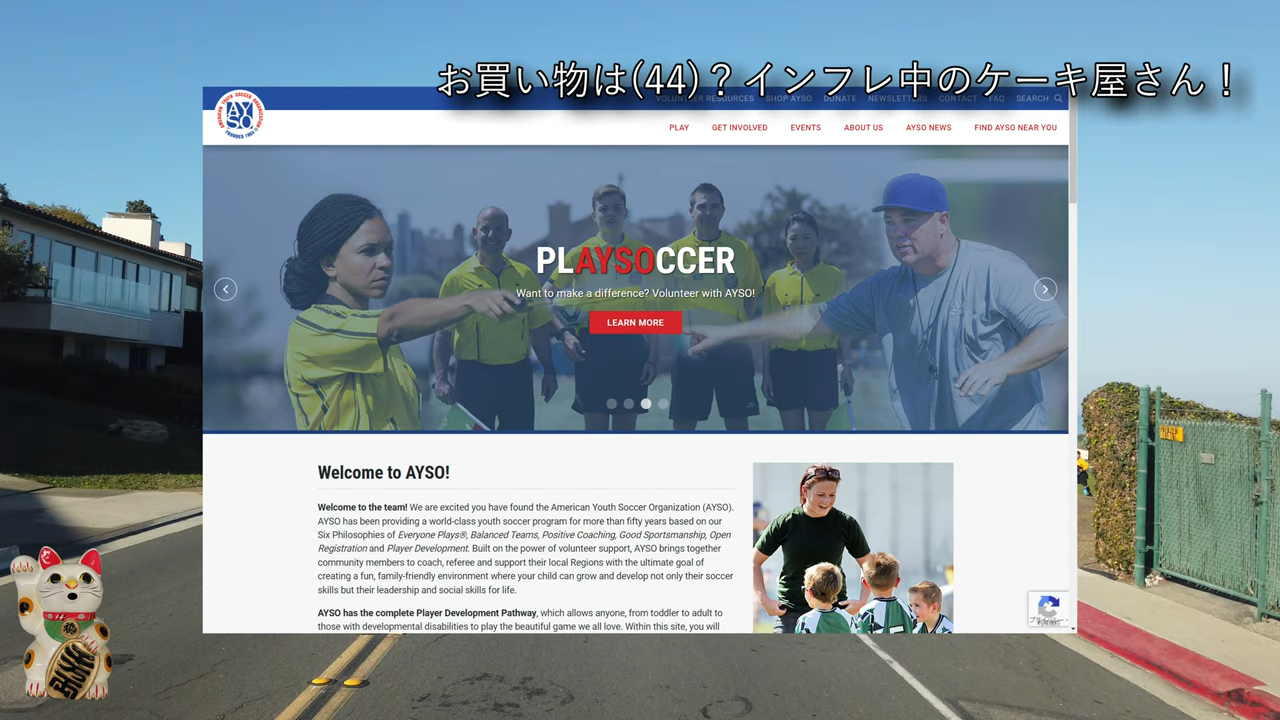 お買い物は(44)？インフレ中のケーキ屋さん！
VOLUNTEER RESOURCES SHOP AYSO DONATE NEWSLETTERS CONTACT FAQ SEARCH
AYSO
AMERICAN YOUTH SOCCER ORGANIZATION
FOUNDED 1964
PLAY GET INVOLVED EVENTS ABOUT US AYSO NEWS FIND AYSO NEAR YOU
PLAYSOCCER
Want to make a difference? Volunteer with AYSO!
LEARN MORE
Welcome to AYSO!
Welcome to the team! We are excited you have found the American Youth Soccer Organization (AYSO).
AYSO has been providing a world-class youth soccer program for more than fifty years based on our
Six Philosophies of Everyone Plays®, Balanced Teams, Positive Coaching, Good Sportsmanship, Open
Registration and Player Development. Built on the power of volunteer support, AYSO brings together
community members to coach, referee and support their local Regions with the ultimate goal of
creating a fun, family-friendly environment where your child can grow and develop not only their soccer
skills but their leadership and social skills for life.
AYSO has the complete Player Development Pathway, which allows anyone, from toddler to adult to
those with developmental disabilities to play the beautiful game we all love. Within this site, you will